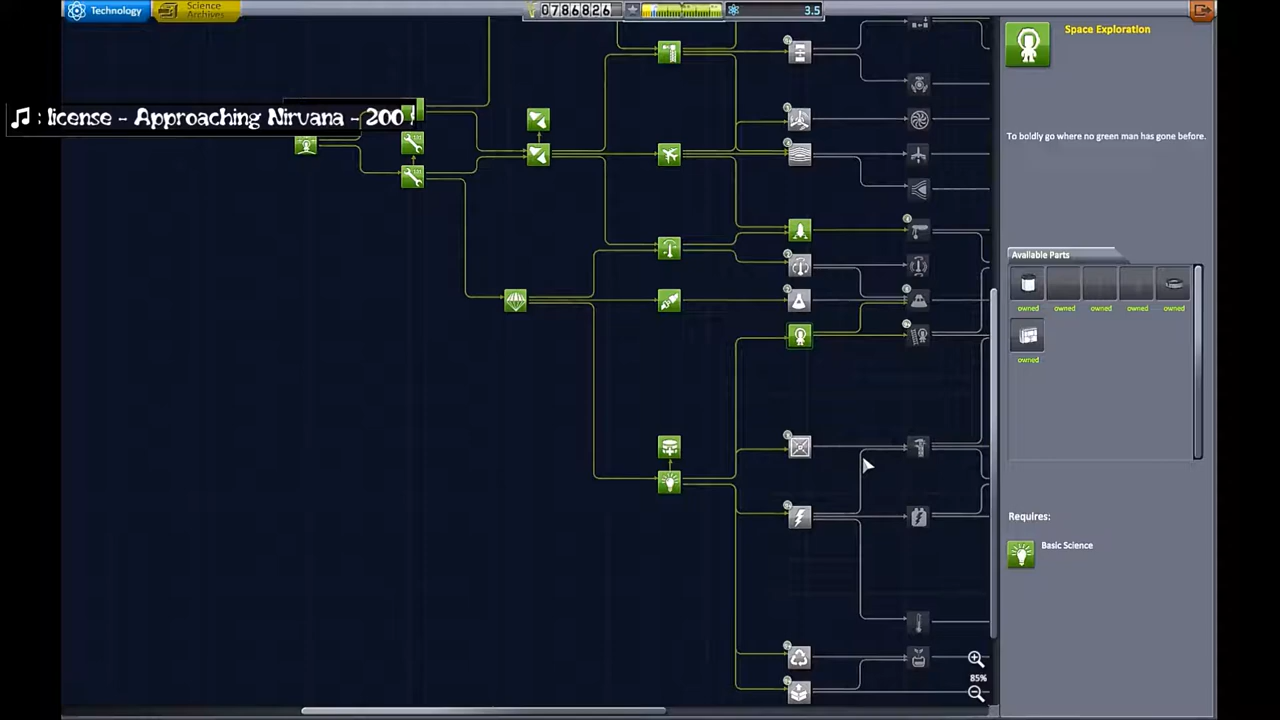 Technology
Science
Archives
0786826
3.5
Space Exploration
♫ : license - Approaching Nirvana - 200
To boldly go where no green man has gone before.
Available Parts
owned owned owned owned owned
owned
Requires:
Basic Science
85%